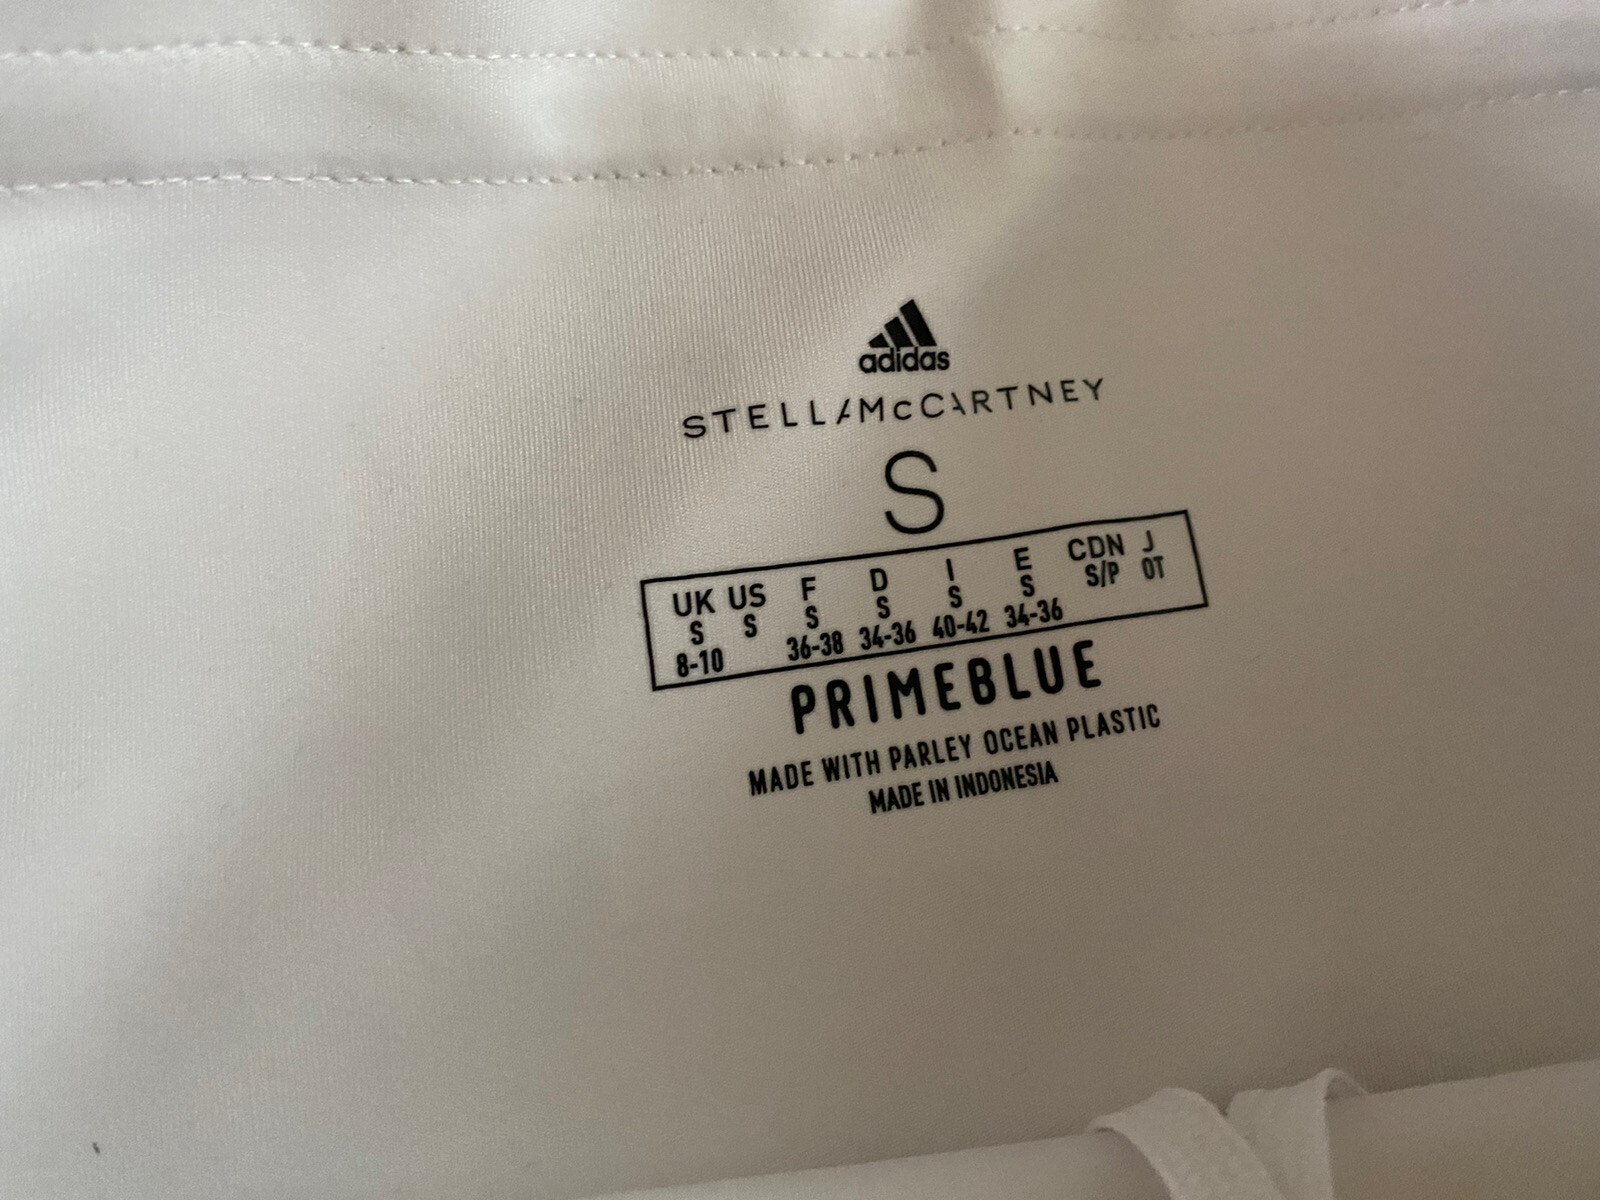 adidas
STELLAMcCARTNEY
S
UK US F D I E CDN J
S S S S S S S/P OT
8-10 36-38 34-36 40-42 34-36
PRIMEBLUE
MADE WITH PARLEY OCEAN PLASTIC
MADE IN INDONESIA